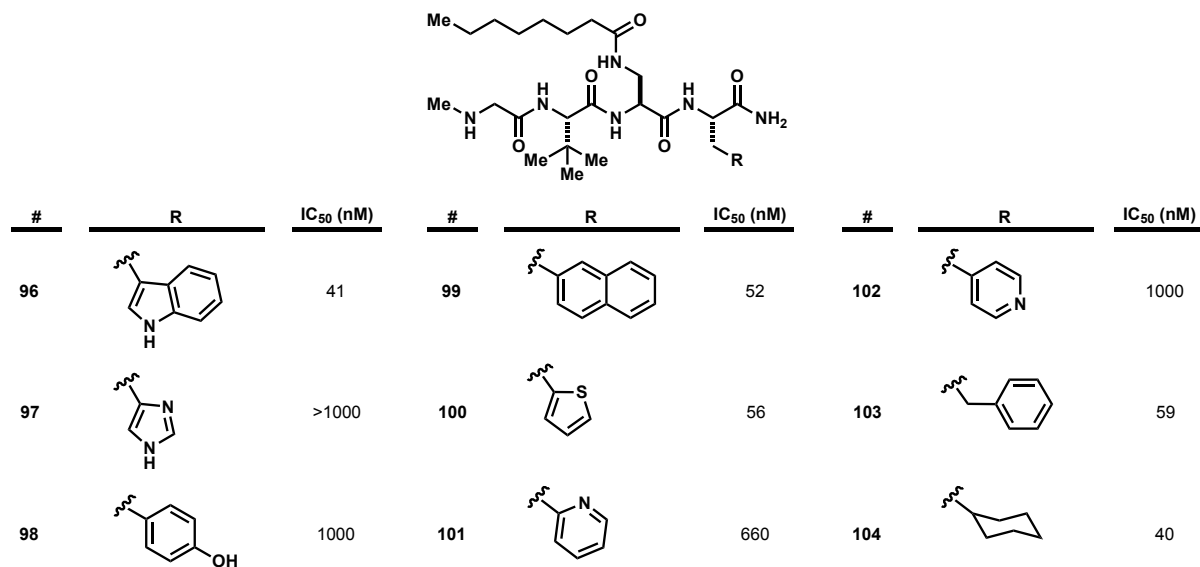 Me
O
HN
O
O
H
N
H
N
Me
N
H
N
H
NH2
O
O
Me
Me
Me
R
# R IC50 (nM) # R IC50 (nM) # R IC50 (nM)
96 N H 41 99 52 102 N 1000
97 N N H >1000 100 S 56 103 59
98 OH 1000 101 N 660 104 40